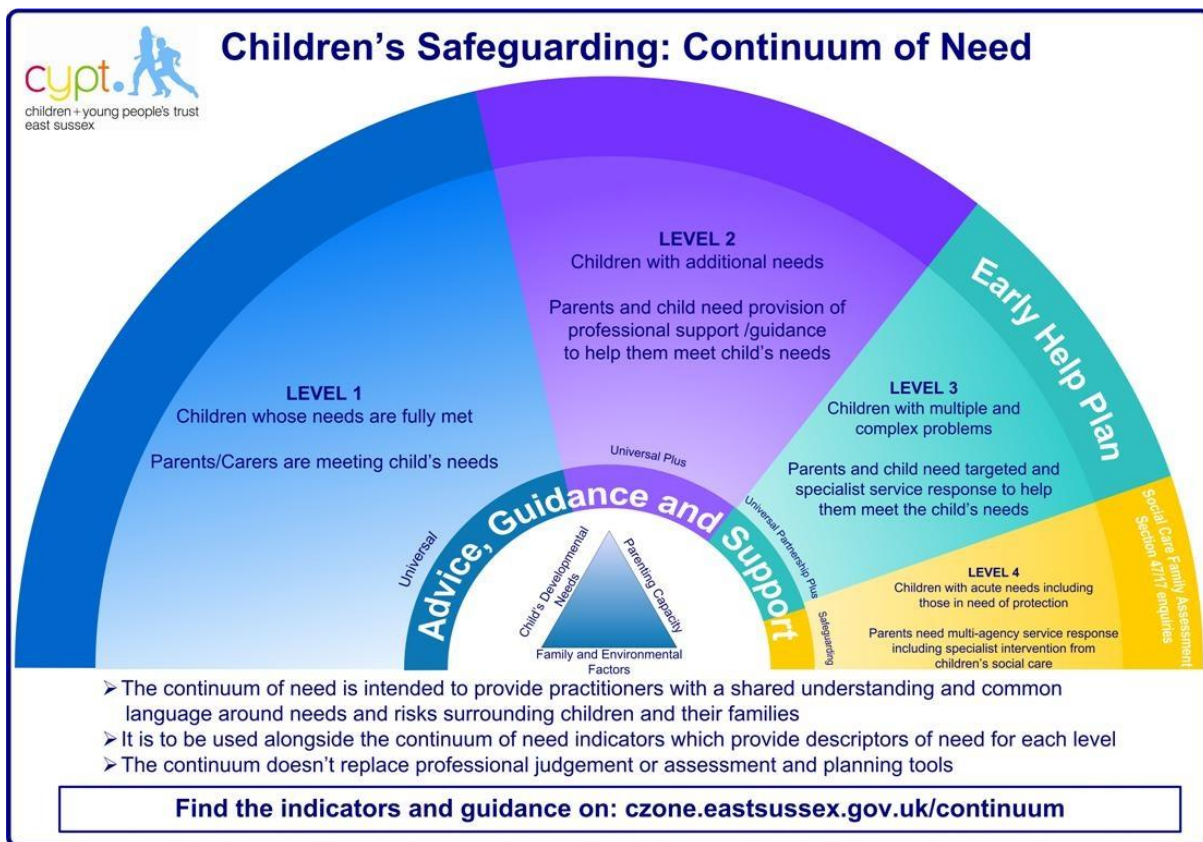 Children's Safeguarding: Continuum of Need
cypt.
children + young people's trust
east sussex
LEVEL 1
Children whose needs are fully met
Parents/Carers are meeting child's needs
LEVEL 2
Children with additional needs
Parents and child need provision of
professional support /guidance
to help them meet child's needs
Early Help Plan
LEVEL 3
Children with multiple and
complex problems
Parents and child need targeted and
specialist service response to help
them meet the child's needs
Social Care Family Assessment
Section 47/17 enquiries
LEVEL 4
Children with acute needs including
those in need of protection
Parents need multi-agency service response
including specialist intervention from
children's social care
Universal
Universal Plus
Universal Partnership Plus
Safeguarding
Advice, Guidance and Support
Child's Developmental
Needs
Parenting Capacity
Family and Environmental
Factors
➢ The continuum of need is intended to provide practitioners with a shared understanding and common
language around needs and risks surrounding children and their families
➢ It is to be used alongside the continuum of need indicators which provide descriptors of need for each level
➢ The continuum doesn't replace professional judgement or assessment and planning tools
Find the indicators and guidance on: czone.eastsussex.gov.uk/continuum